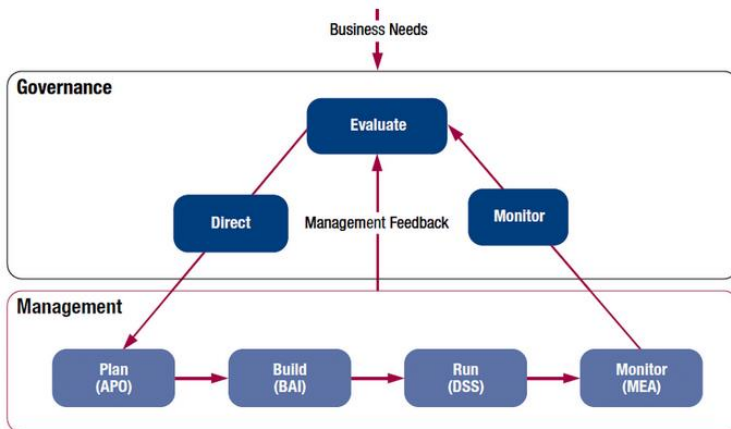 Business Needs
Governance
Evaluate
Direct
Management Feedback
Monitor
Management
Plan
(APO)
Build
(BAI)
Run
(DSS)
Monitor
(MEA)